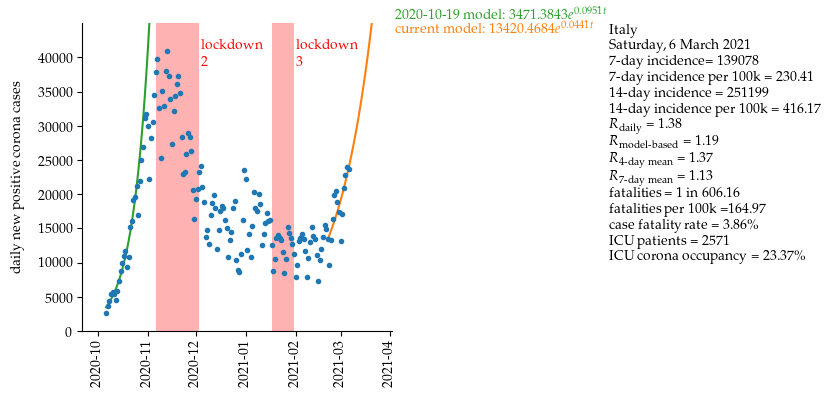 2020-10-19 model: 3471.3843e^0.0951t
current model: 13420.4684e^0.0441t
Italy
Saturday, 6 March 2021
7-day incidence= 139078
7-day incidence per 100k = 230.41
14-day incidence = 251199
14-day incidence per 100k = 416.17
R_daily = 1.38
R_model-based = 1.19
R_4-day mean = 1.37
R_7-day mean = 1.13
fatalities = 1 in 606.16
fatalities per 100k =164.97
case fatality rate = 3.86%
ICU patients = 2571
ICU corona occupancy = 23.37%
lockdown
2
lockdown
3
daily new positive corona cases
40000
35000
30000
25000
20000
15000
10000
5000
0
2020-10
2020-11
2020-12
2021-01
2021-02
2021-03
2021-04